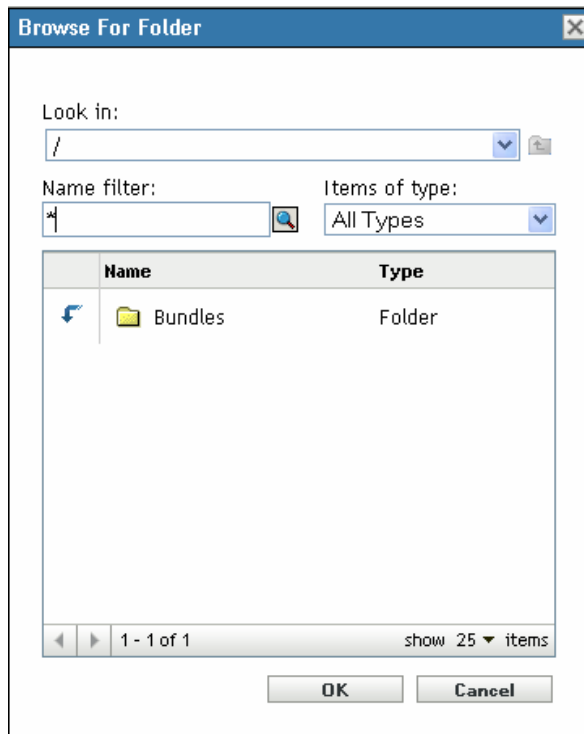 Browse For Folder
Look in:
/
Name filter: Items of type:
* All Types
Name Type
Bundles Folder
1 - 1 of 1 show 25 items
OK Cancel